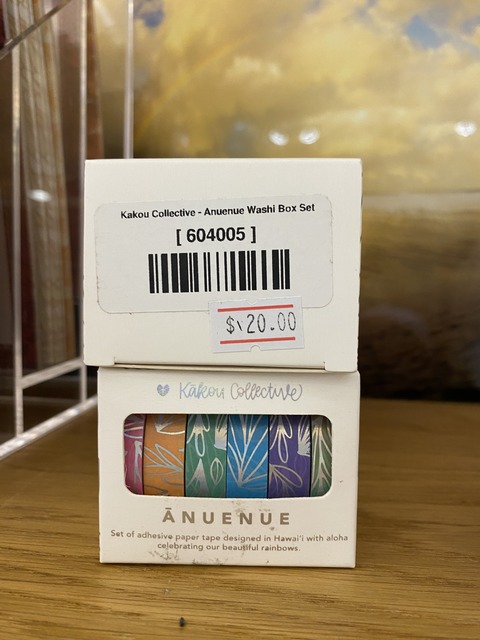 Kakou Collective - Anuenue Washi Box Set
[ 604005 ]
$20.00
Kākou Collective
ĀNUENUE
Set of adhesive paper tape designed in Hawai'i with aloha
celebrating our beautiful rainbows.